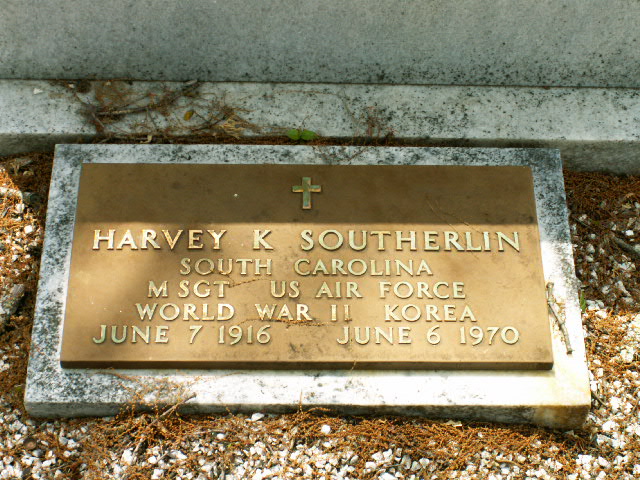 HARVEY K SOUTHERLIN
SOUTH CAROLINA
M SGT US AIR FORCE
WORLD WAR II KOREA
JUNE 7 1916 JUNE 6 1970